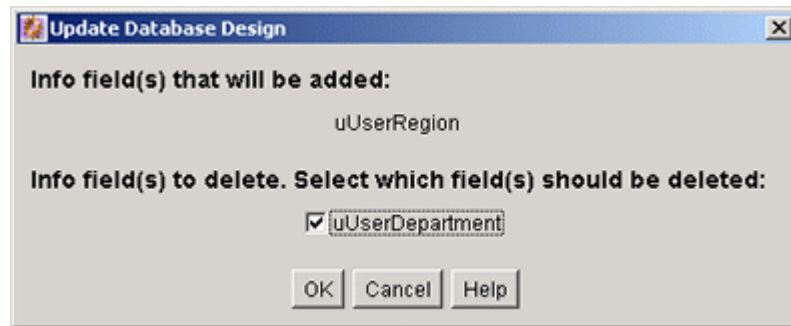 Update Database Design
Info field(s) that will be added:
uUserRegion
Info field(s) to delete. Select which field(s) should be deleted:
uUserDepartment
OK Cancel Help